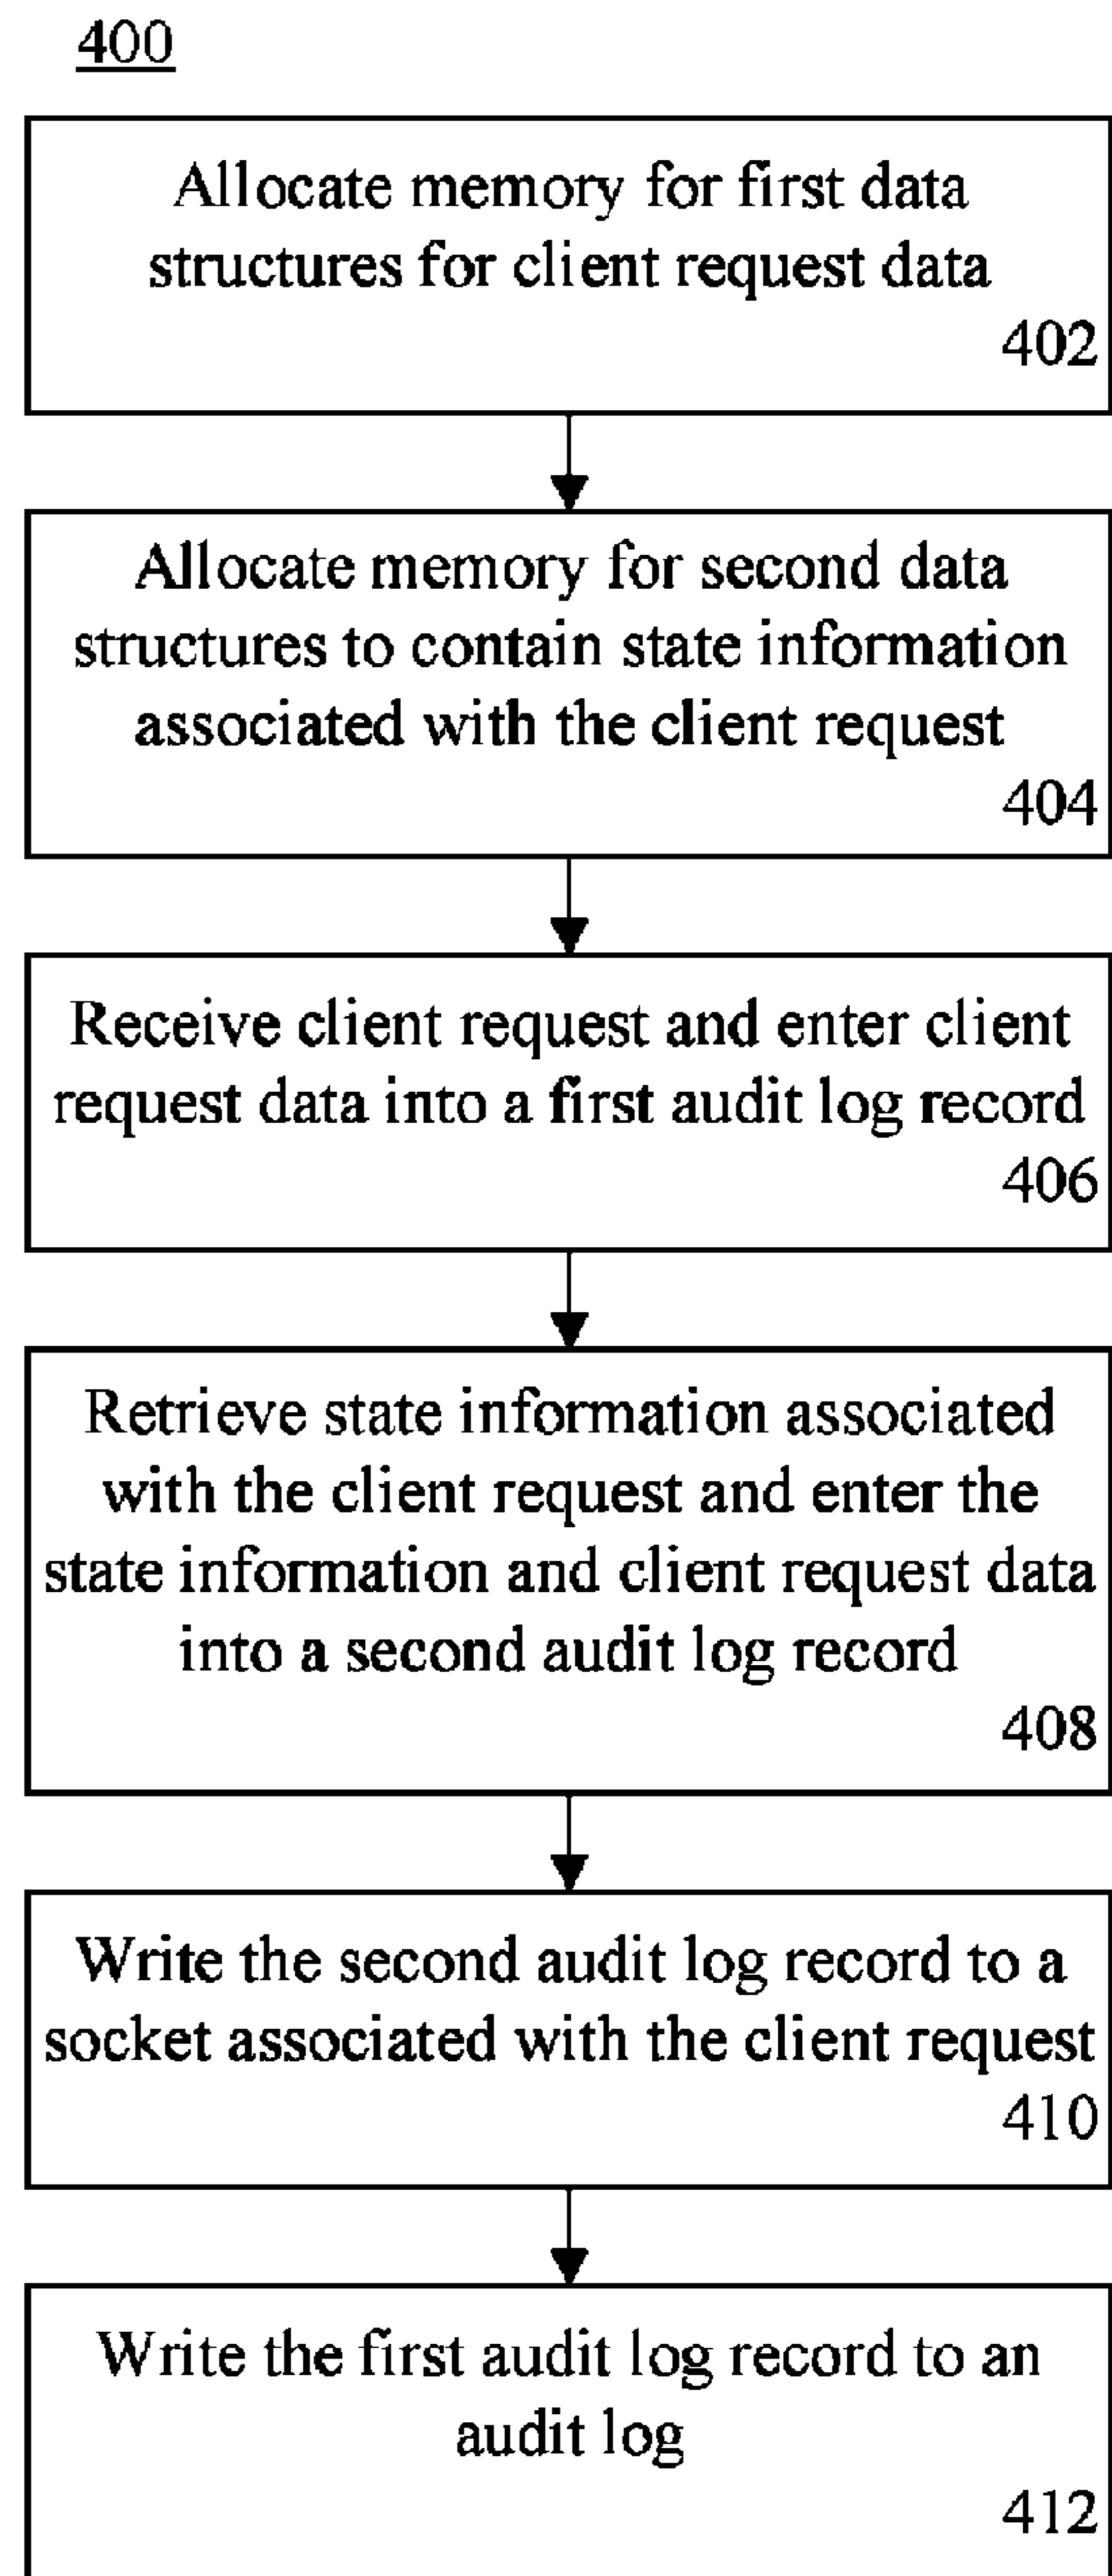 400
Allocate memory for first data
structures for client request data
402
Allocate memory for second data
structures to contain state information
associated with the client request
404
Receive client request and enter client
request data into a first audit log record
406
Retrieve state information associated
with the client request and enter the
state information and client request data
into a second audit log record
408
Write the second audit log record to a
socket associated with the client request
410
Write the first audit log record to an
audit log
412